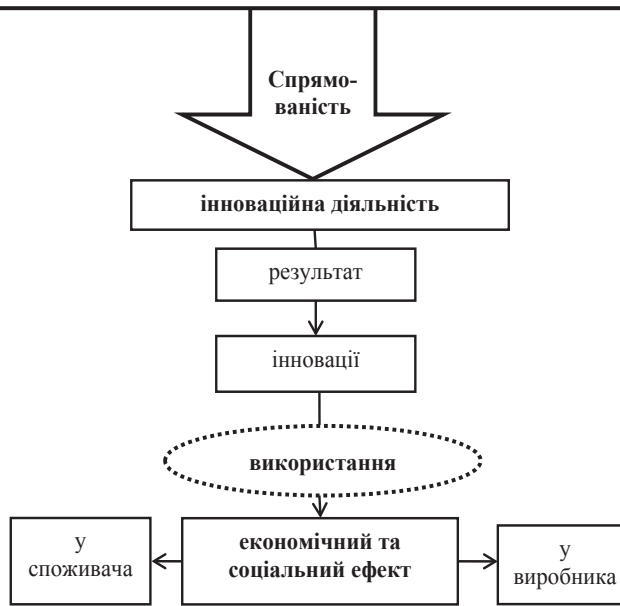 Спрямо-
ваність
інноваційна діяльність
результат
інновації
використання
у
споживача
економічний та
соціальний ефект
у
виробника